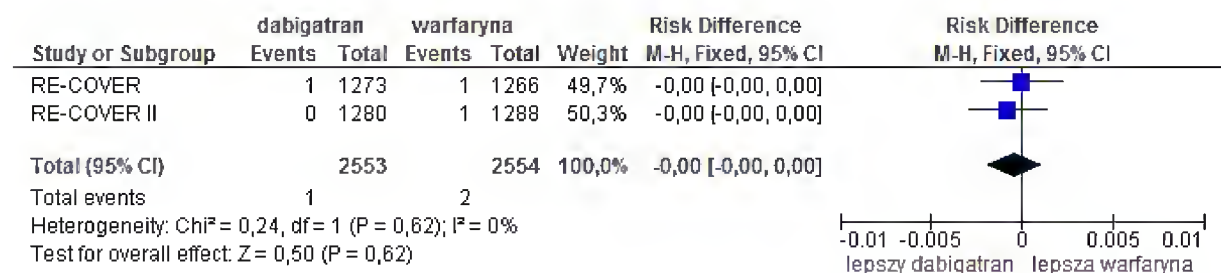 dabigatran warfaryna Risk Difference Risk Difference
Study or Subgroup Events Total Events Total Weight M-H, Fixed, 95% CI M-H, Fixed, 95% CI
RE-COVER 1 1273 1 1266 49,7% -0,00 [-0,00, 0,00]
RE-COVER II 0 1280 1 1288 50,3% -0,00 [-0,00, 0,00]
Total (95% CI) 2553 2554 100,0% -0,00 [-0,00, 0,00]
Total events 1 2
Heterogeneity: Chi² = 0,24, df = 1 (P = 0,62); I² = 0%
Test for overall effect: Z = 0,50 (P = 0,62)
-0.01 -0.005 0 0.005 0.01
lepszy dabigatran lepsza warfaryna